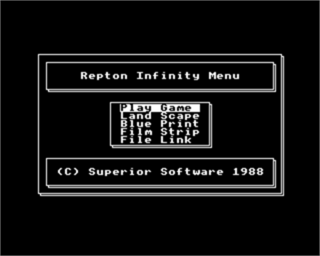 Repton Infinity Menu
Play Game
Land Scape
Blue Print
Film Strip
File Link
(C) Superior Software 1988